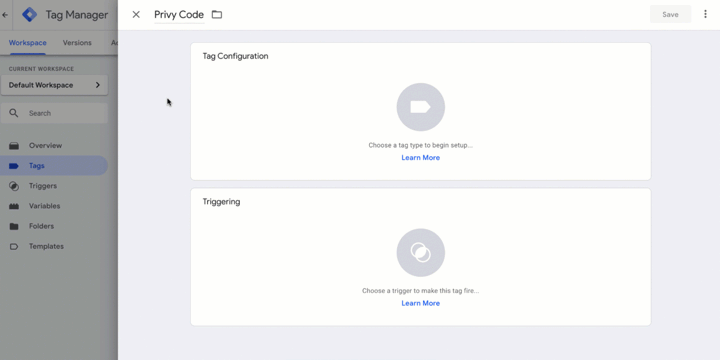 Tag Manager
Privy Code
Save
Workspace
Versions
CURRENT WORKSPACE
Default Workspace
Search
Overview
Tags
Triggers
Variables
Folders
Templates
Tag Configuration
Choose a tag type to begin setup...
Learn More
Triggering
Choose a trigger to make this tag fire...
Learn More